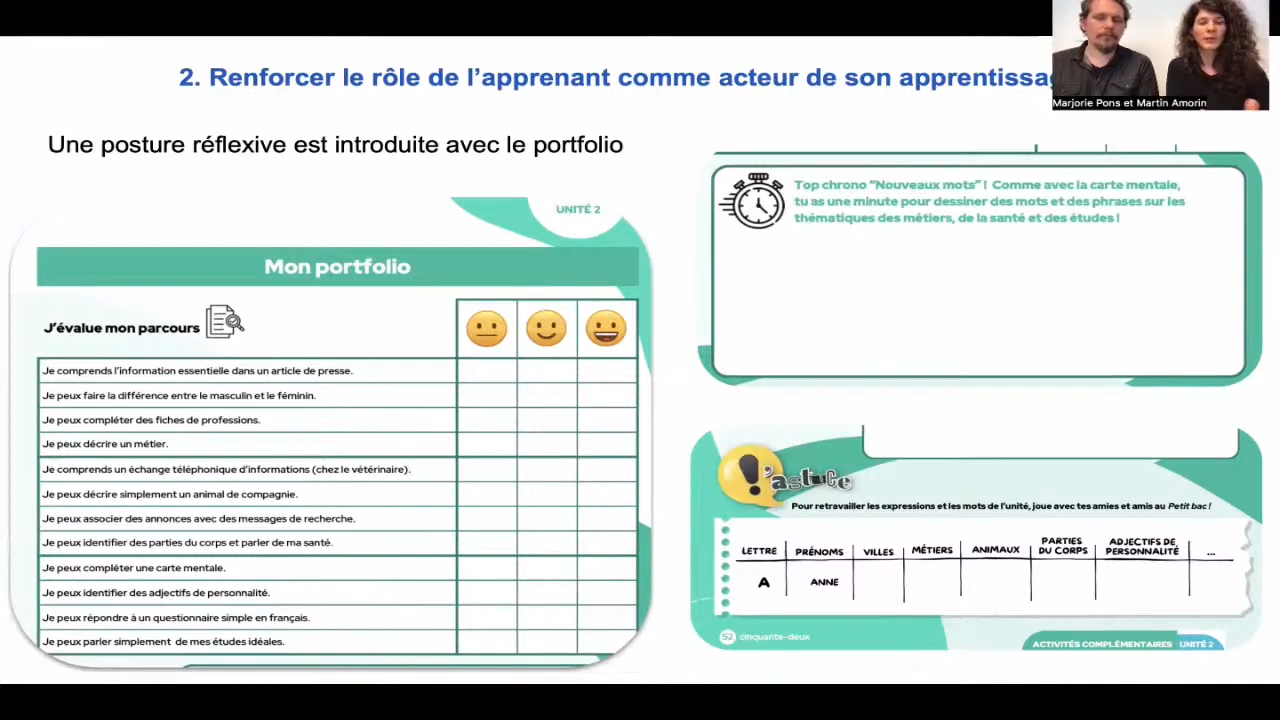 2. Renforcer le rôle de l'apprenant comme acteur de son
Marjorie Pons et Martin Amorin
Une posture réflexive est introduite avec le portfolio
UNITÉ 2
Mon portfolio
J'évalue mon parcours
Je comprends l'information essentielle dans un article de presse.
Je peux faire la différence entre le masculin et le féminin.
Je peux compléter des fiches de professions.
Je peux décrire un métier.
Je comprends un échange téléphonique d'informations (chez le vétérinaire).
Je peux décrire simplement un animal de compagnie.
Je peux associer des annonces avec des messages de recherche.
Je peux identifier des parties du corps et parler de ma santé.
Je peux compléter une carte mentale.
Je peux identifier des adjectifs de personnalité.
Je peux répondre à un questionnaire simple en français.
Je peux parler simplement de mes études idéales.
Top chrono "Nouveaux mots" ! Comme avec la carte mentale,
tu as une minute pour dessiner des mots et des phrases sur les
thématiques des métiers, de la santé et des études !
'astuce
Pour retravailler les expressions et les mots de l'unité, joue avec tes amies et amis au Petit bac !
LETTRE PRÉNOMS VILLES MÉTIERS ANIMAUX PARTIES DU CORPS ADJECTIFS DE PERSONNALITÉ ...
A ANNE
52 cinquante-deux
ACTIVITÉS COMPLÉMENTAIRES UNITÉ 2